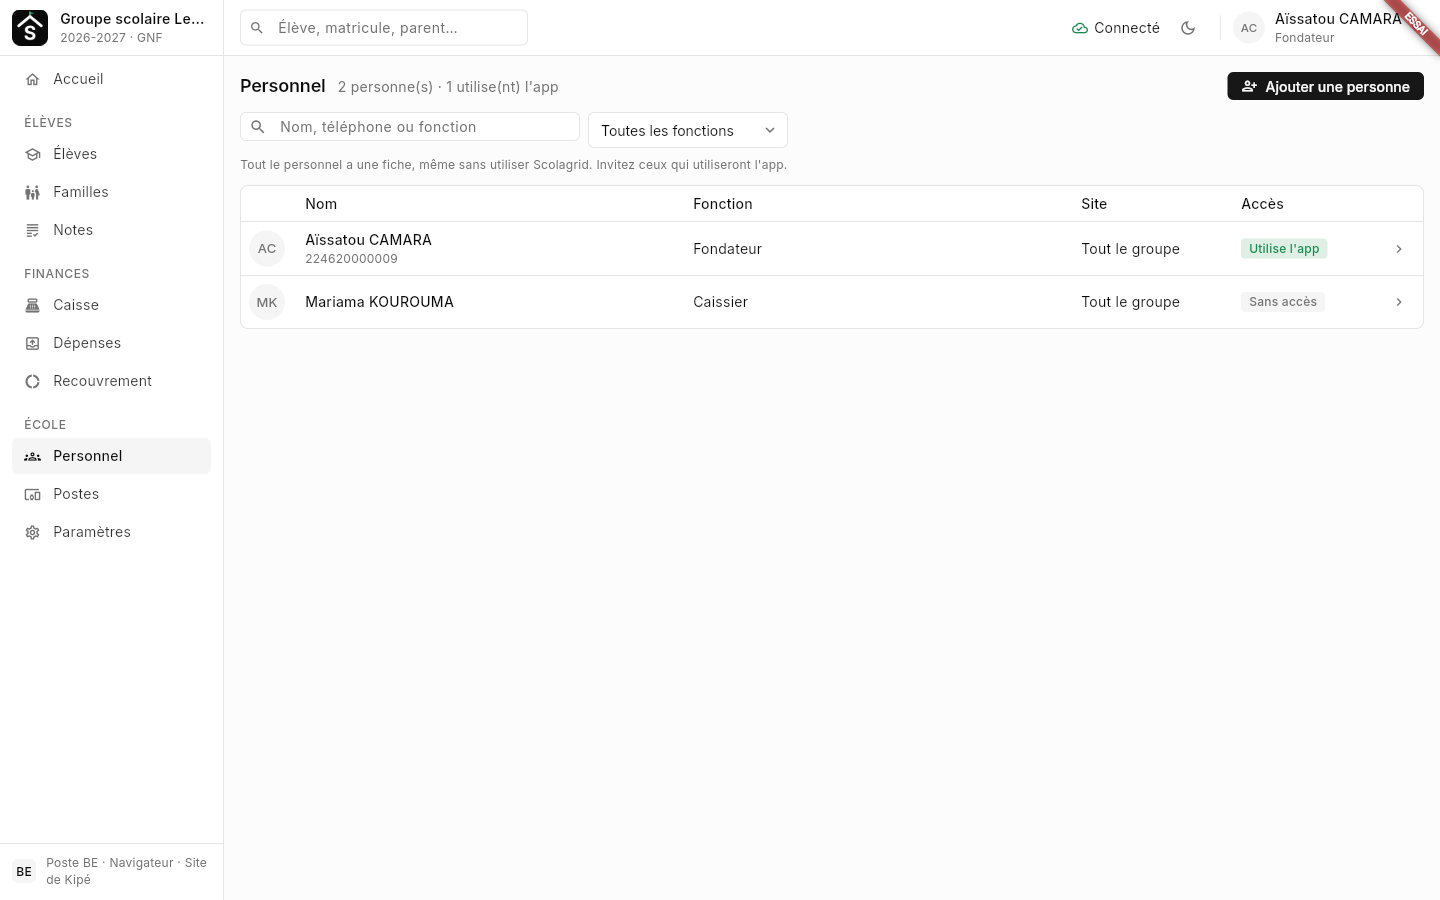 Groupe scolaire Le...
2026-2027 · GNF
Élève, matricule, parent...
Connecté
AC
Aïssatou CAMARA
Fondateur
ESSAI
Accueil
ÉLÈVES
Élèves
Familles
Notes
FINANCES
Caisse
Dépenses
Recouvrement
ÉCOLE
Personnel
Postes
Paramètres
BE
Poste BE · Navigateur · Site
de Kipé
Personnel 2 personne(s) · 1 utilise(nt) l'app
Ajouter une personne
Nom, téléphone ou fonction
Toutes les fonctions
Tout le personnel a une fiche, même sans utiliser Scolagrid. Invitez ceux qui utiliseront l'app.
Nom Fonction Site Accès
AC Aïssatou CAMARA Fondateur Tout le groupe Utilise l'app
224620000009
MK Mariama KOUROUMA Caissier Tout le groupe Sans accès